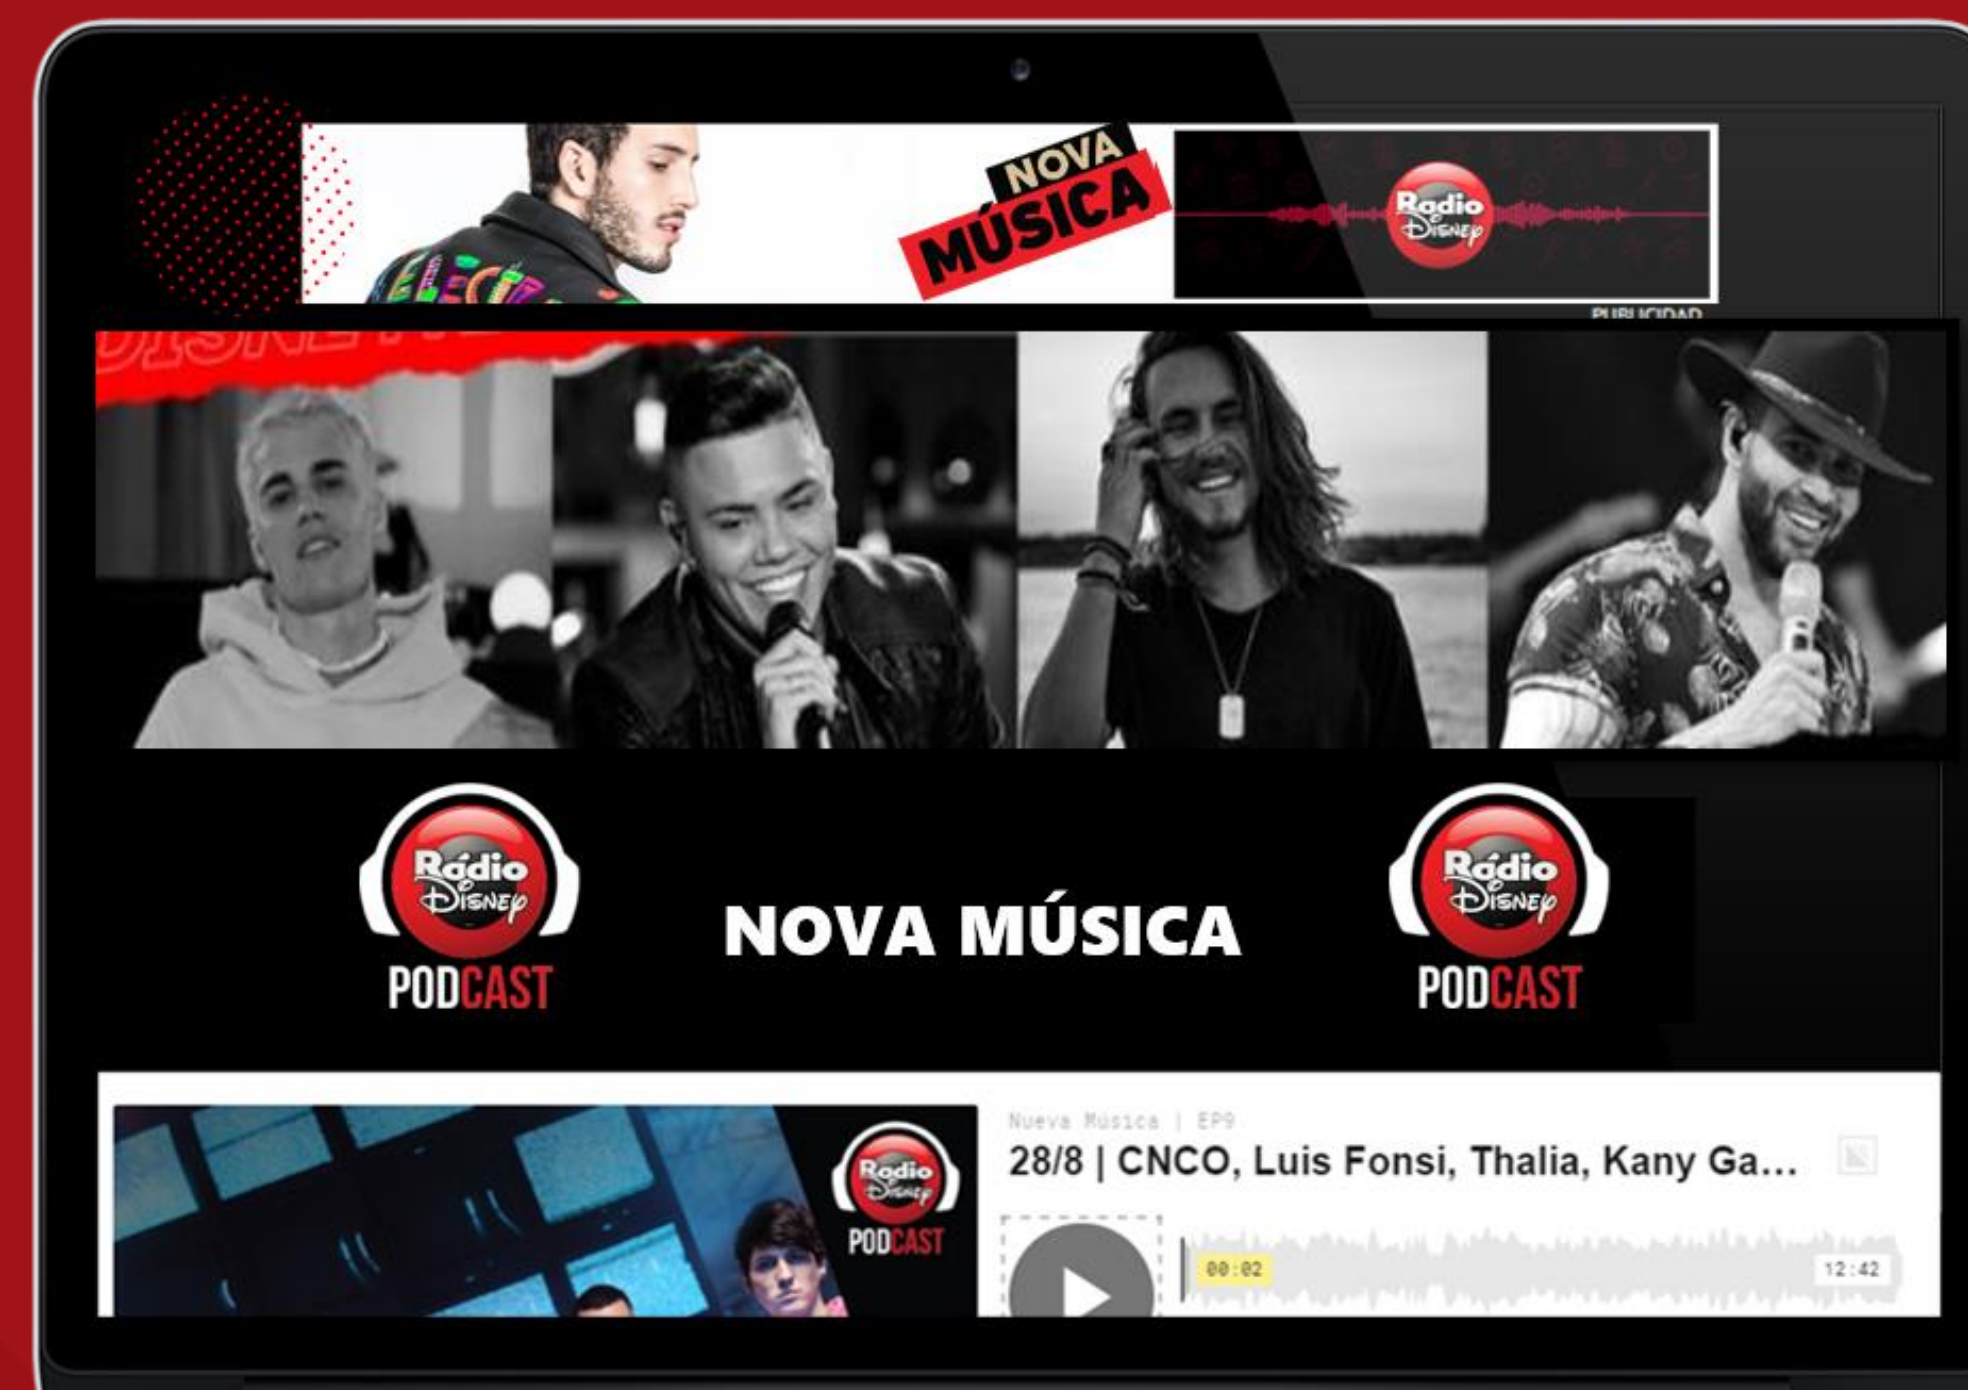 NOVA
MÚSICA
Radio
Disney
PUBLICIDAD
Rádio
Disney
PODCAST
NOVA MÚSICA
Rádio
Disney
PODCAST
Radio
Disney
PODCAST
Nueva Música | EP9
28/8 | CNCO, Luis Fonsi, Thalia, Kany Ga...
00:02
12:42